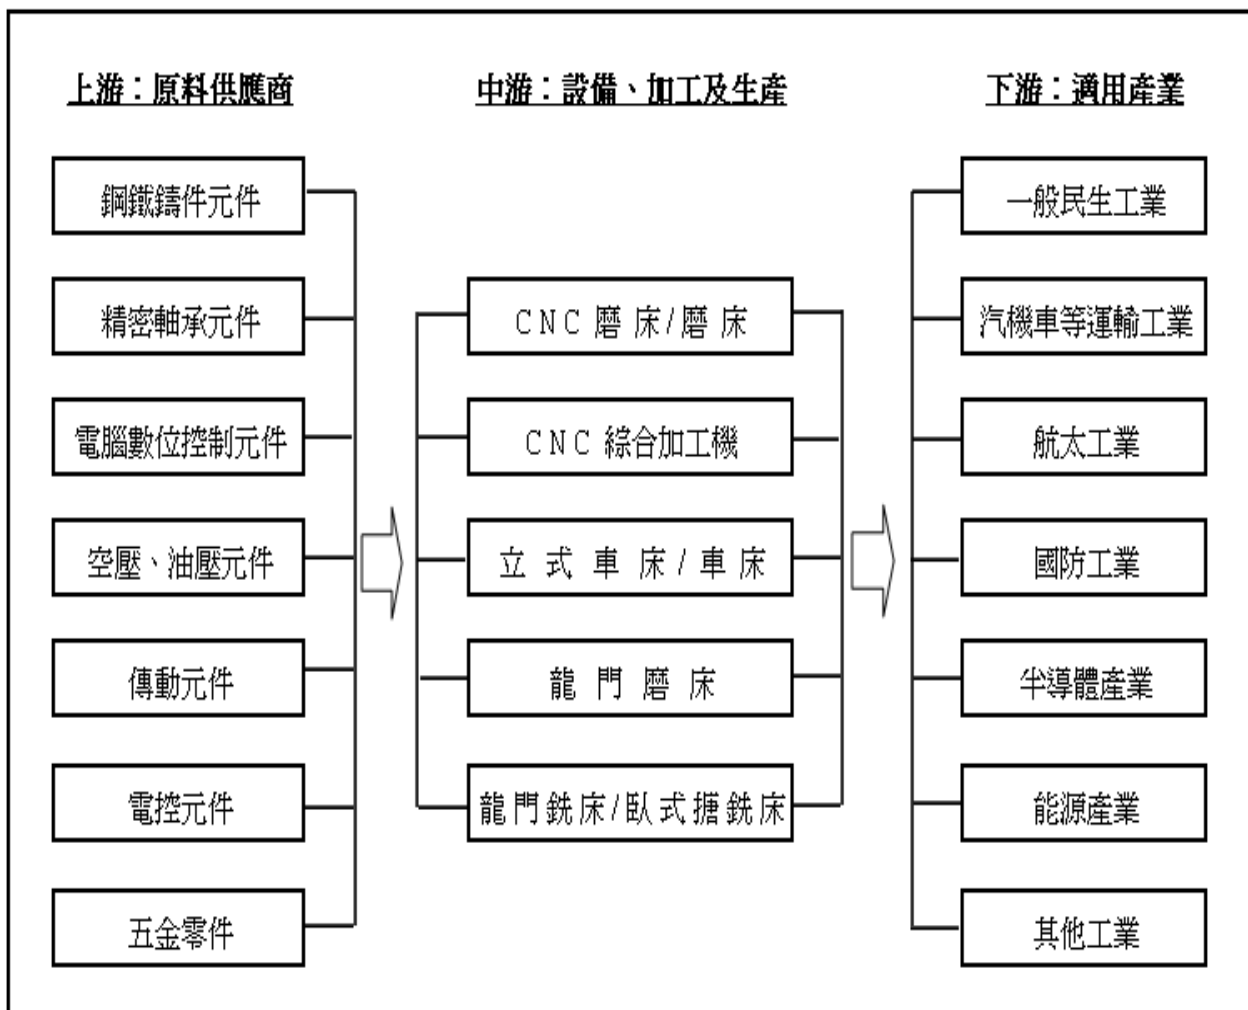 上游：原料供應商
鋼鐵鑄件元件
精密軸承元件
電腦數位控制元件
空壓、油壓元件
傳動元件
電控元件
五金零件
中游：設備、加工及生產
CNC 磨床/磨床
CNC 綜合加工機
立式車床/車床
龍門磨床
龍門銑床/臥式搪銑床
下游：適用產業
一般民生工業
汽機車等運輸工業
航太工業
國防工業
半導體產業
能源產業
其他工業